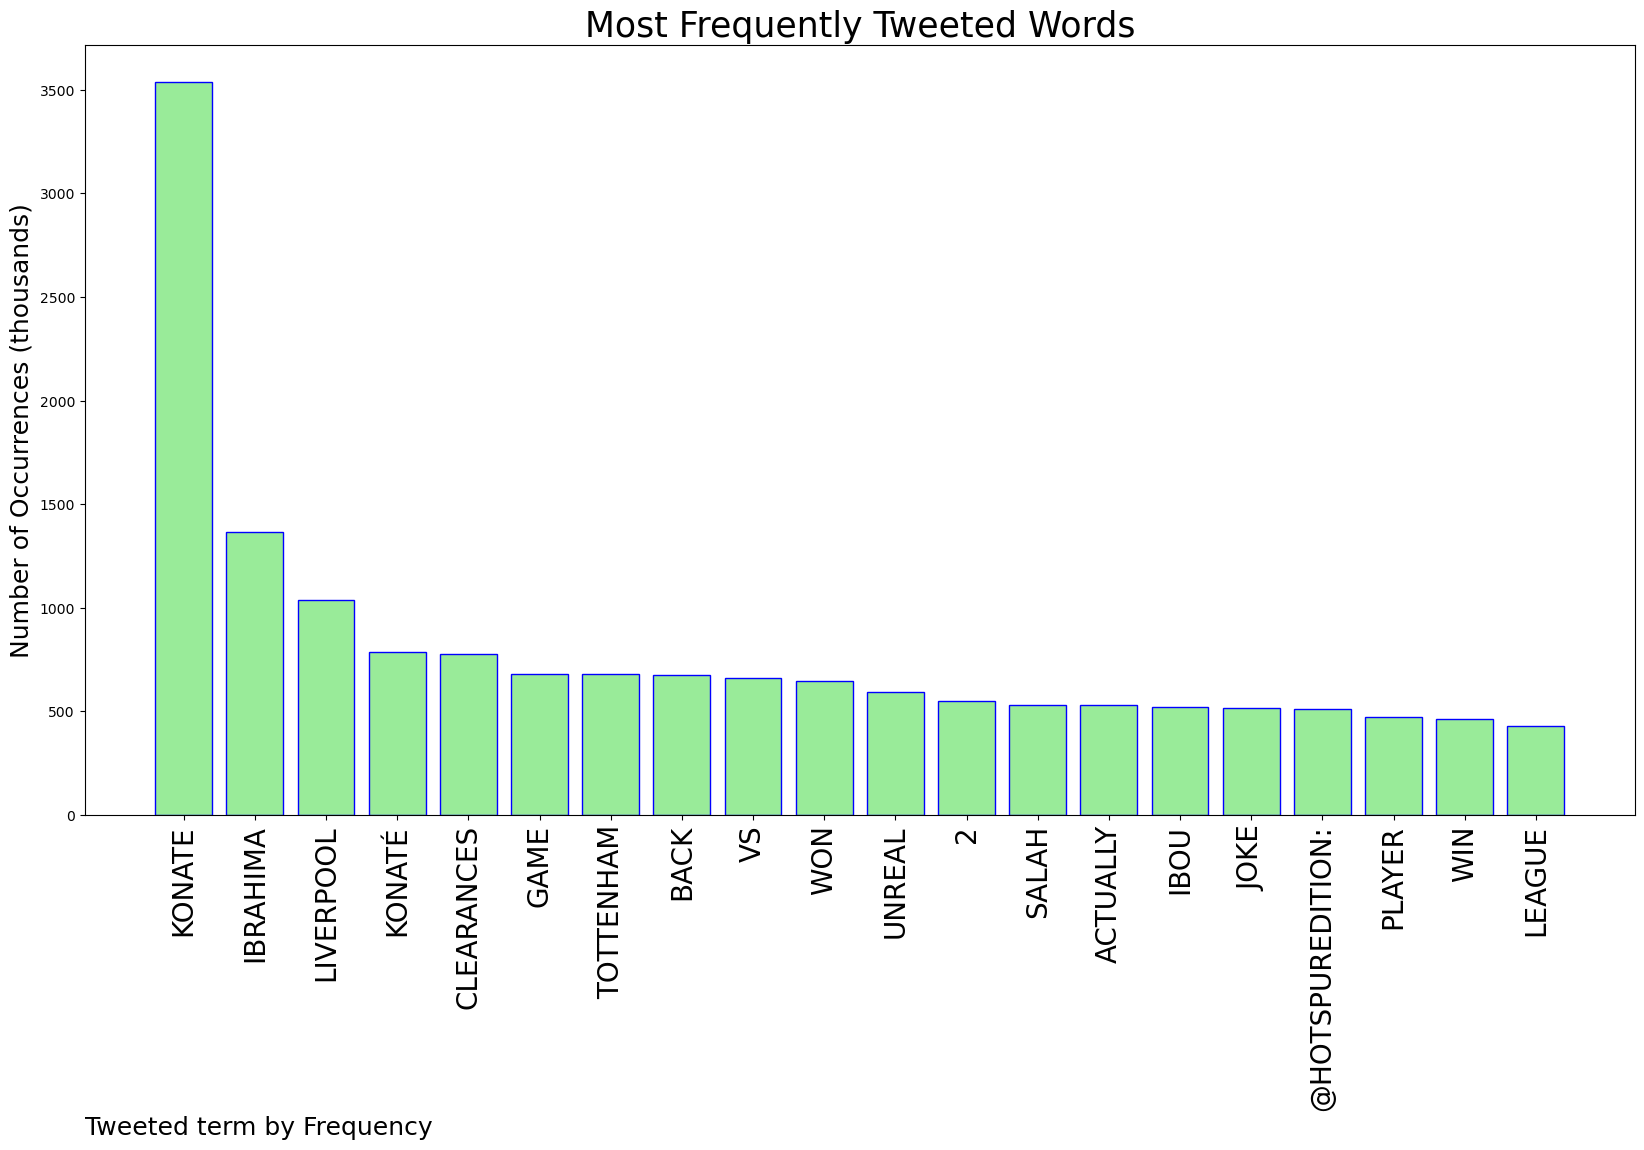 Most Frequently Tweeted Words
Number of Occurrences (thousands)
3500
3000
2500
2000
1500
1000
500
0
KONATE
IBRAHIMA
LIVERPOOL
KONATÉ
CLEARANCES
GAME
TOTTENHAM
BACK
VS
WON
UNREAL
2
SALAH
ACTUALLY
IBOU
JOKE
@HOTSPUREDITION:
PLAYER
WIN
LEAGUE
Tweeted term by Frequency